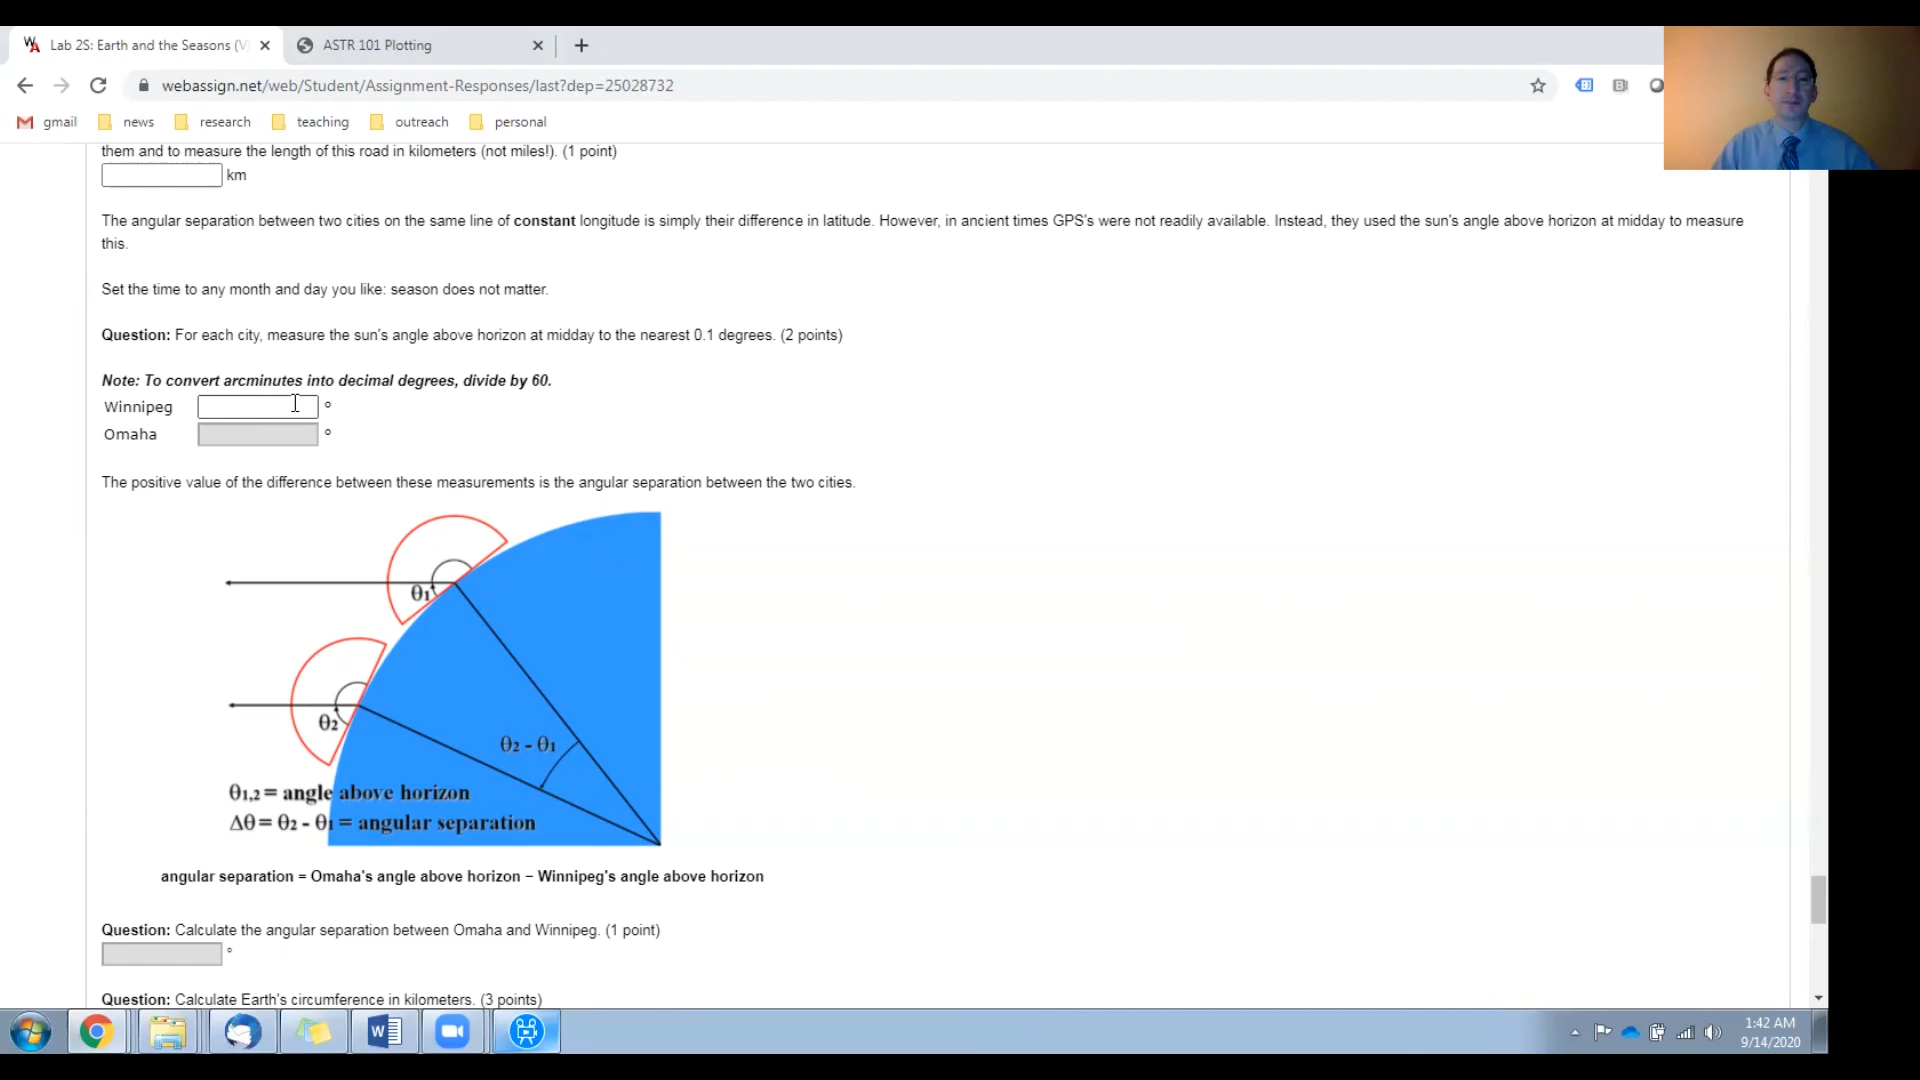 Lab 2S: Earth and the Seasons (V
ASTR 101 Plotting
webassign.net/web/Student/Assignment-Responses/last?dep=25028732
gmail
news
research
teaching
outreach
personal
them and to measure the length of this road in kilometers (not miles!). (1 point)
km
The angular separation between two cities on the same line of constant longitude is simply their difference in latitude. However, in ancient times GPS's were not readily available. Instead, they used the sun's angle above horizon at midday to measure
this.
Set the time to any month and day you like: season does not matter.
Question: For each city, measure the sun's angle above horizon at midday to the nearest 0.1 degrees. (2 points)
Note: To convert arcminutes into decimal degrees, divide by 60.
Winnipeg °
Omaha °
The positive value of the difference between these measurements is the angular separation between the two cities.
θ1
θ2
θ2 - θ1
θ1,2 = angle above horizon
Δθ = θ2 - θ1 = angular separation
angular separation = Omaha's angle above horizon − Winnipeg's angle above horizon
Question: Calculate the angular separation between Omaha and Winnipeg. (1 point)
°
Question: Calculate Earth's circumference in kilometers. (3 points)
1:42 AM
9/14/2020